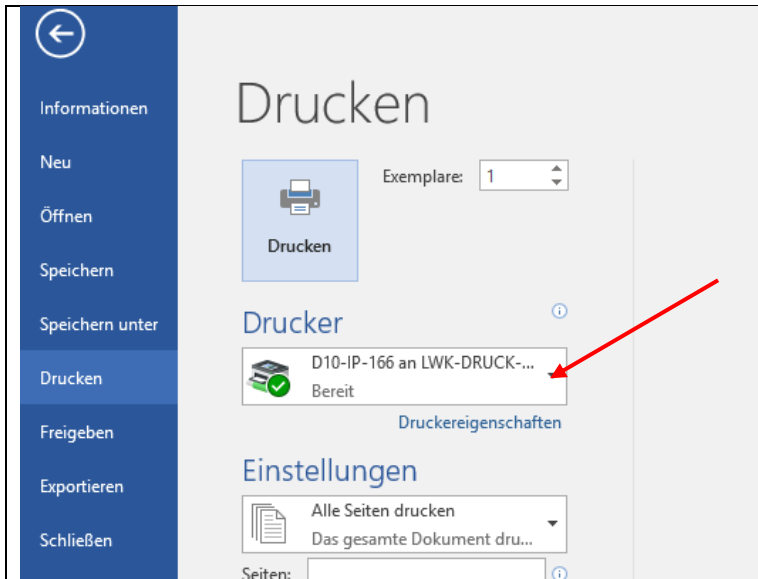 Informationen
Neu
Öffnen
Speichern
Speichern unter
Drucken
Freigeben
Exportieren
Schließen
Drucken
Exemplare: 1
Drucken
Drucker
D10-IP-166 an LWK-DRUCK-...
Bereit
Druckereigenschaften
Einstellungen
Alle Seiten drucken
Das gesamte Dokument dru...
Seiten: